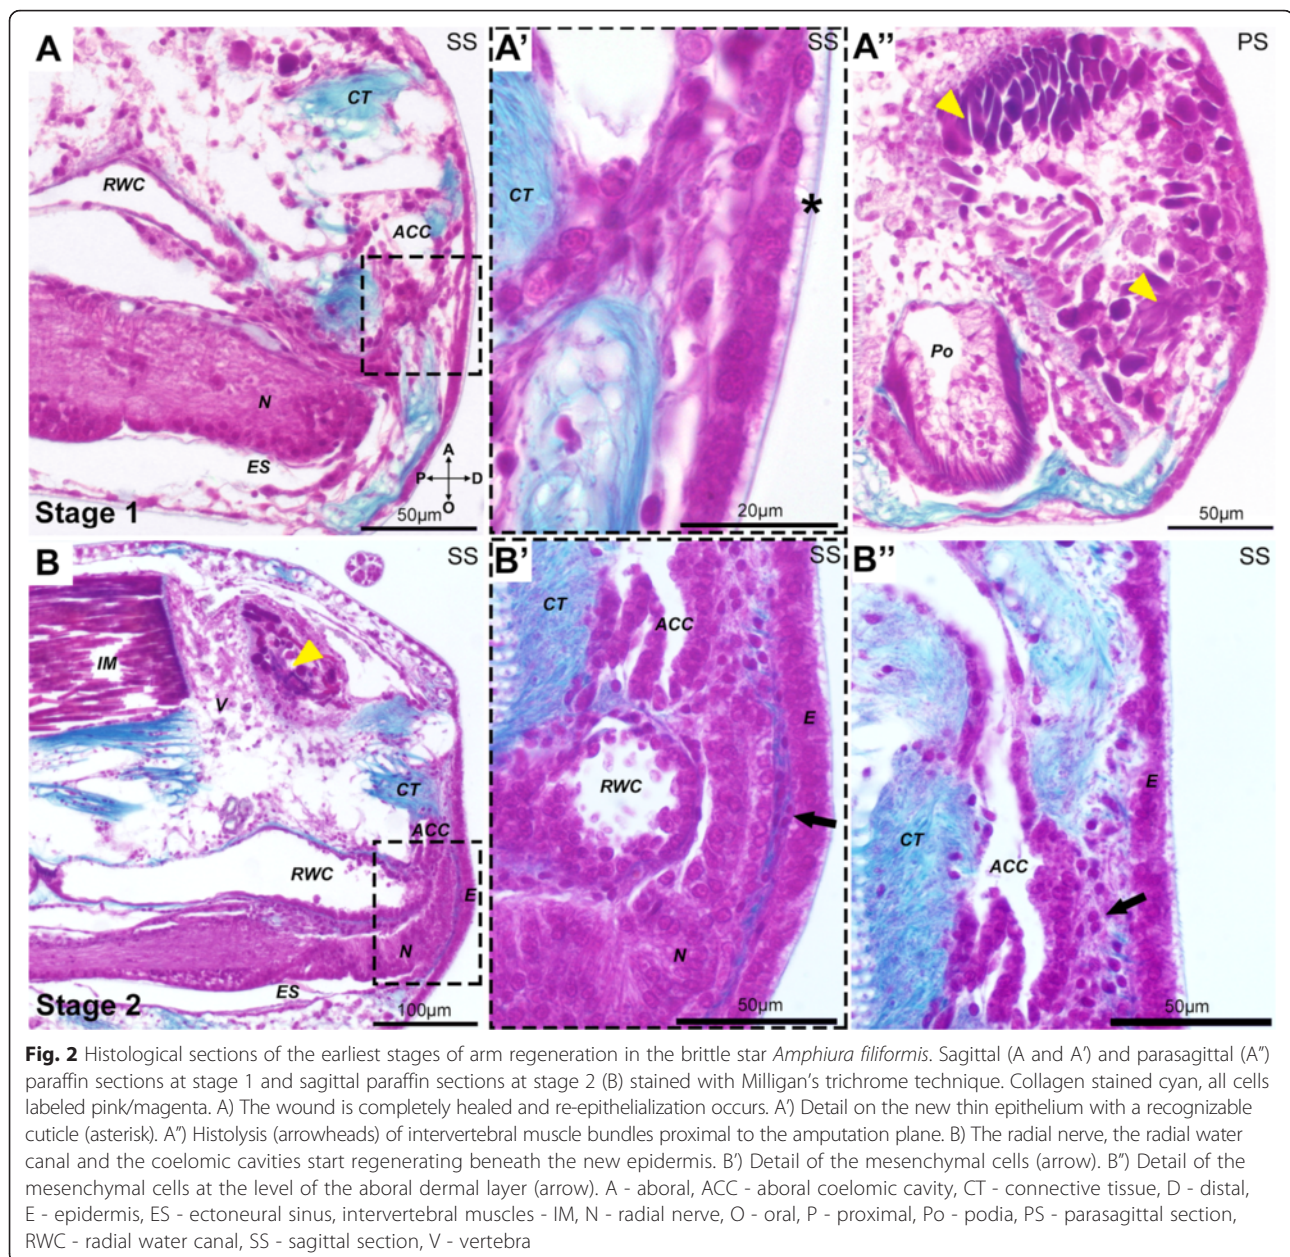 A
SS
CT
RWC
ACC
N
ES
A
P
D
O
Stage 1
50µm
A'
SS
CT
*
20µm
A"
PS
Po
50µm
B
SS
IM
V
CT
ACC
RWC
E
N
ES
Stage 2
100µm
B'
SS
CT
ACC
E
RWC
N
50µm
B"
SS
E
CT
ACC
50µm
Fig. 2 Histological sections of the earliest stages of arm regeneration in the brittle star Amphiura filiformis. Sagittal (A and A') and parasagittal (A")
paraffin sections at stage 1 and sagittal paraffin sections at stage 2 (B) stained with Milligan's trichrome technique. Collagen stained cyan, all cells
labeled pink/magenta. A) The wound is completely healed and re-epithelialization occurs. A') Detail on the new thin epithelium with a recognizable
cuticle (asterisk). A") Histolysis (arrowheads) of intervertebral muscle bundles proximal to the amputation plane. B) The radial nerve, the radial water
canal and the coelomic cavities start regenerating beneath the new epidermis. B') Detail of the mesenchymal cells (arrow). B") Detail of the
mesenchymal cells at the level of the aboral dermal layer (arrow). A - aboral, ACC - aboral coelomic cavity, CT - connective tissue, D - distal,
E - epidermis, ES - ectoneural sinus, intervertebral muscles - IM, N - radial nerve, O - oral, P - proximal, Po - podia, PS - parasagittal section,
RWC - radial water canal, SS - sagittal section, V - vertebra